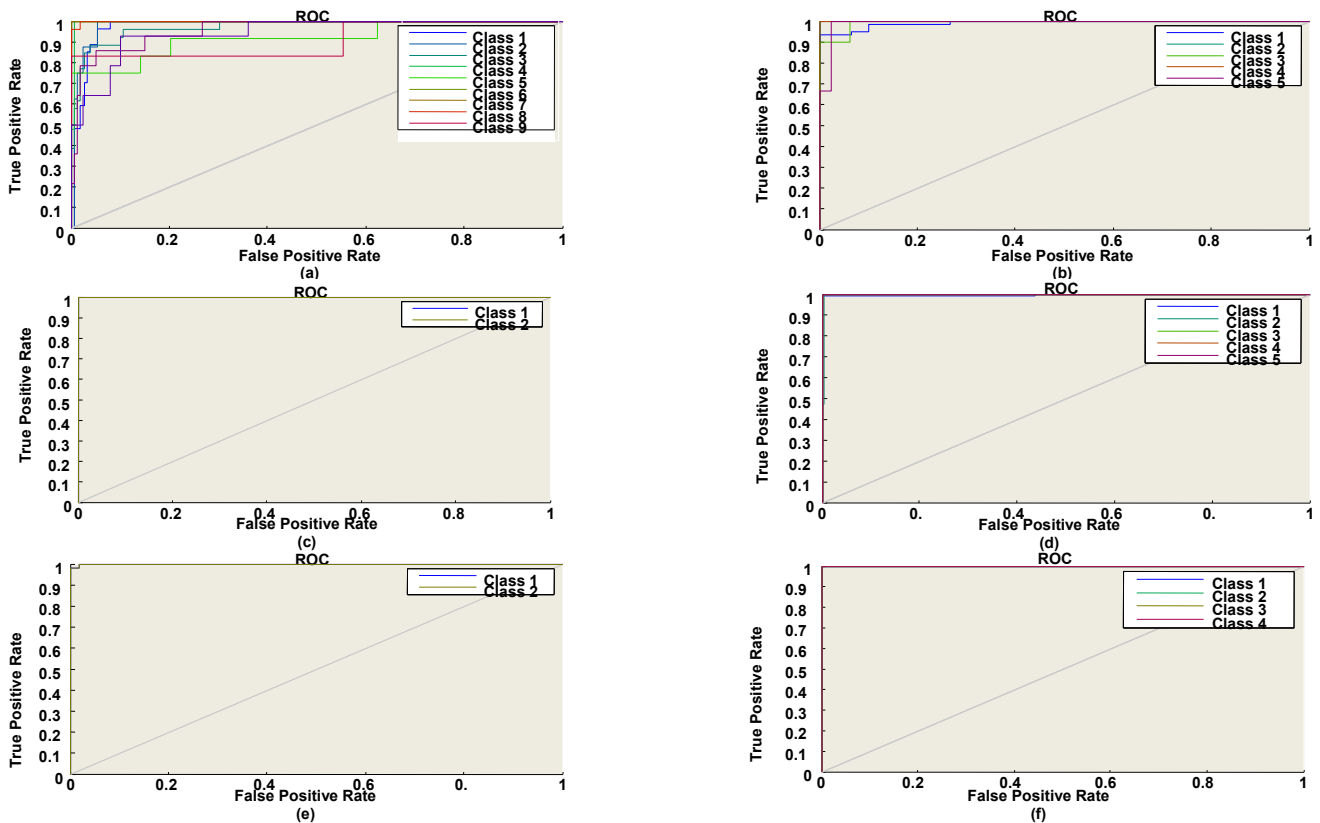 ROC
True Positive Rate
1
0.9
0.8
0.7
0.6
0.5
0.4
0.3
0.2
0.1
0
Class 1
Class 2
Class 3
Class 4
Class 5
Class 6
Class 7
Class 8
Class 9
0 0.2 0.4 0.6 0.8 1
False Positive Rate
(a)
ROC
True Positive Rate
1
0.9
0.8
0.7
0.6
0.5
0.4
0.3
0.2
0.1
0
Class 1
Class 2
Class 3
Class 4
Class 5
0 0.2 0.4 0.6 0.8 1
False Positive Rate
(b)
ROC
True Positive Rate
1
0.9
0.8
0.7
0.6
0.5
0.4
0.3
0.2
0.1
0
Class 1
Class 2
0 0.2 0.4 0.6 0.8 1
False Positive Rate
(c)
ROC
True Positive Rate
1
0.9
0.8
0.7
0.6
0.5
0.4
0.3
0.2
0.1
0
Class 1
Class 2
Class 3
Class 4
Class 5
0 0. 0.4 0.6 0. 1
False Positive Rate
(d)
ROC
True Positive Rate
1
0.9
0.8
0.7
0.6
0.5
0.4
0.3
0.2
0.1
0
Class 1
Class 2
0 0.2 0.4 0.6 0. 1
False Positive Rate
(e)
ROC
True Positive Rate
1
0.9
0.8
0.7
0.6
0.5
0.4
0.3
0.2
0.1
0
Class 1
Class 2
Class 3
Class 4
0 0.2 0.4 0.6 0.8 1
False Positive Rate
(f)